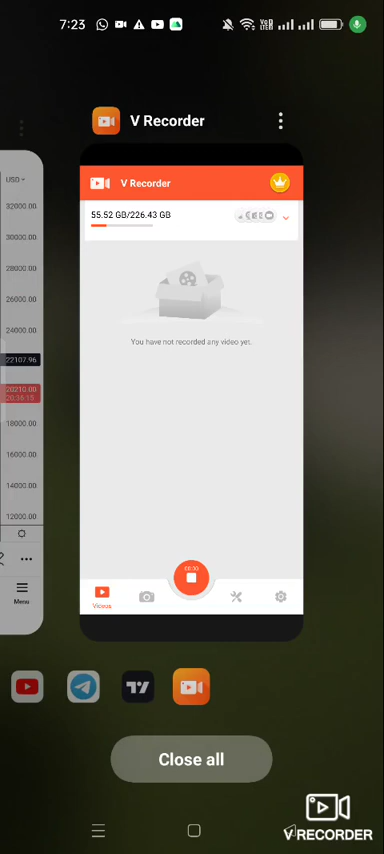 7:23
Vo
LTE
V Recorder
V Recorder
55.52 GB/226.43 GB
You have not recorded any video yet.
00:00
Videos
USD
32000.00
30000.00
28000.00
26000.00
24000.00
22107.96
20210.00
20:36:15
18000.00
16000.00
14000.00
12000.00
Menu
Close all
VRECORDER